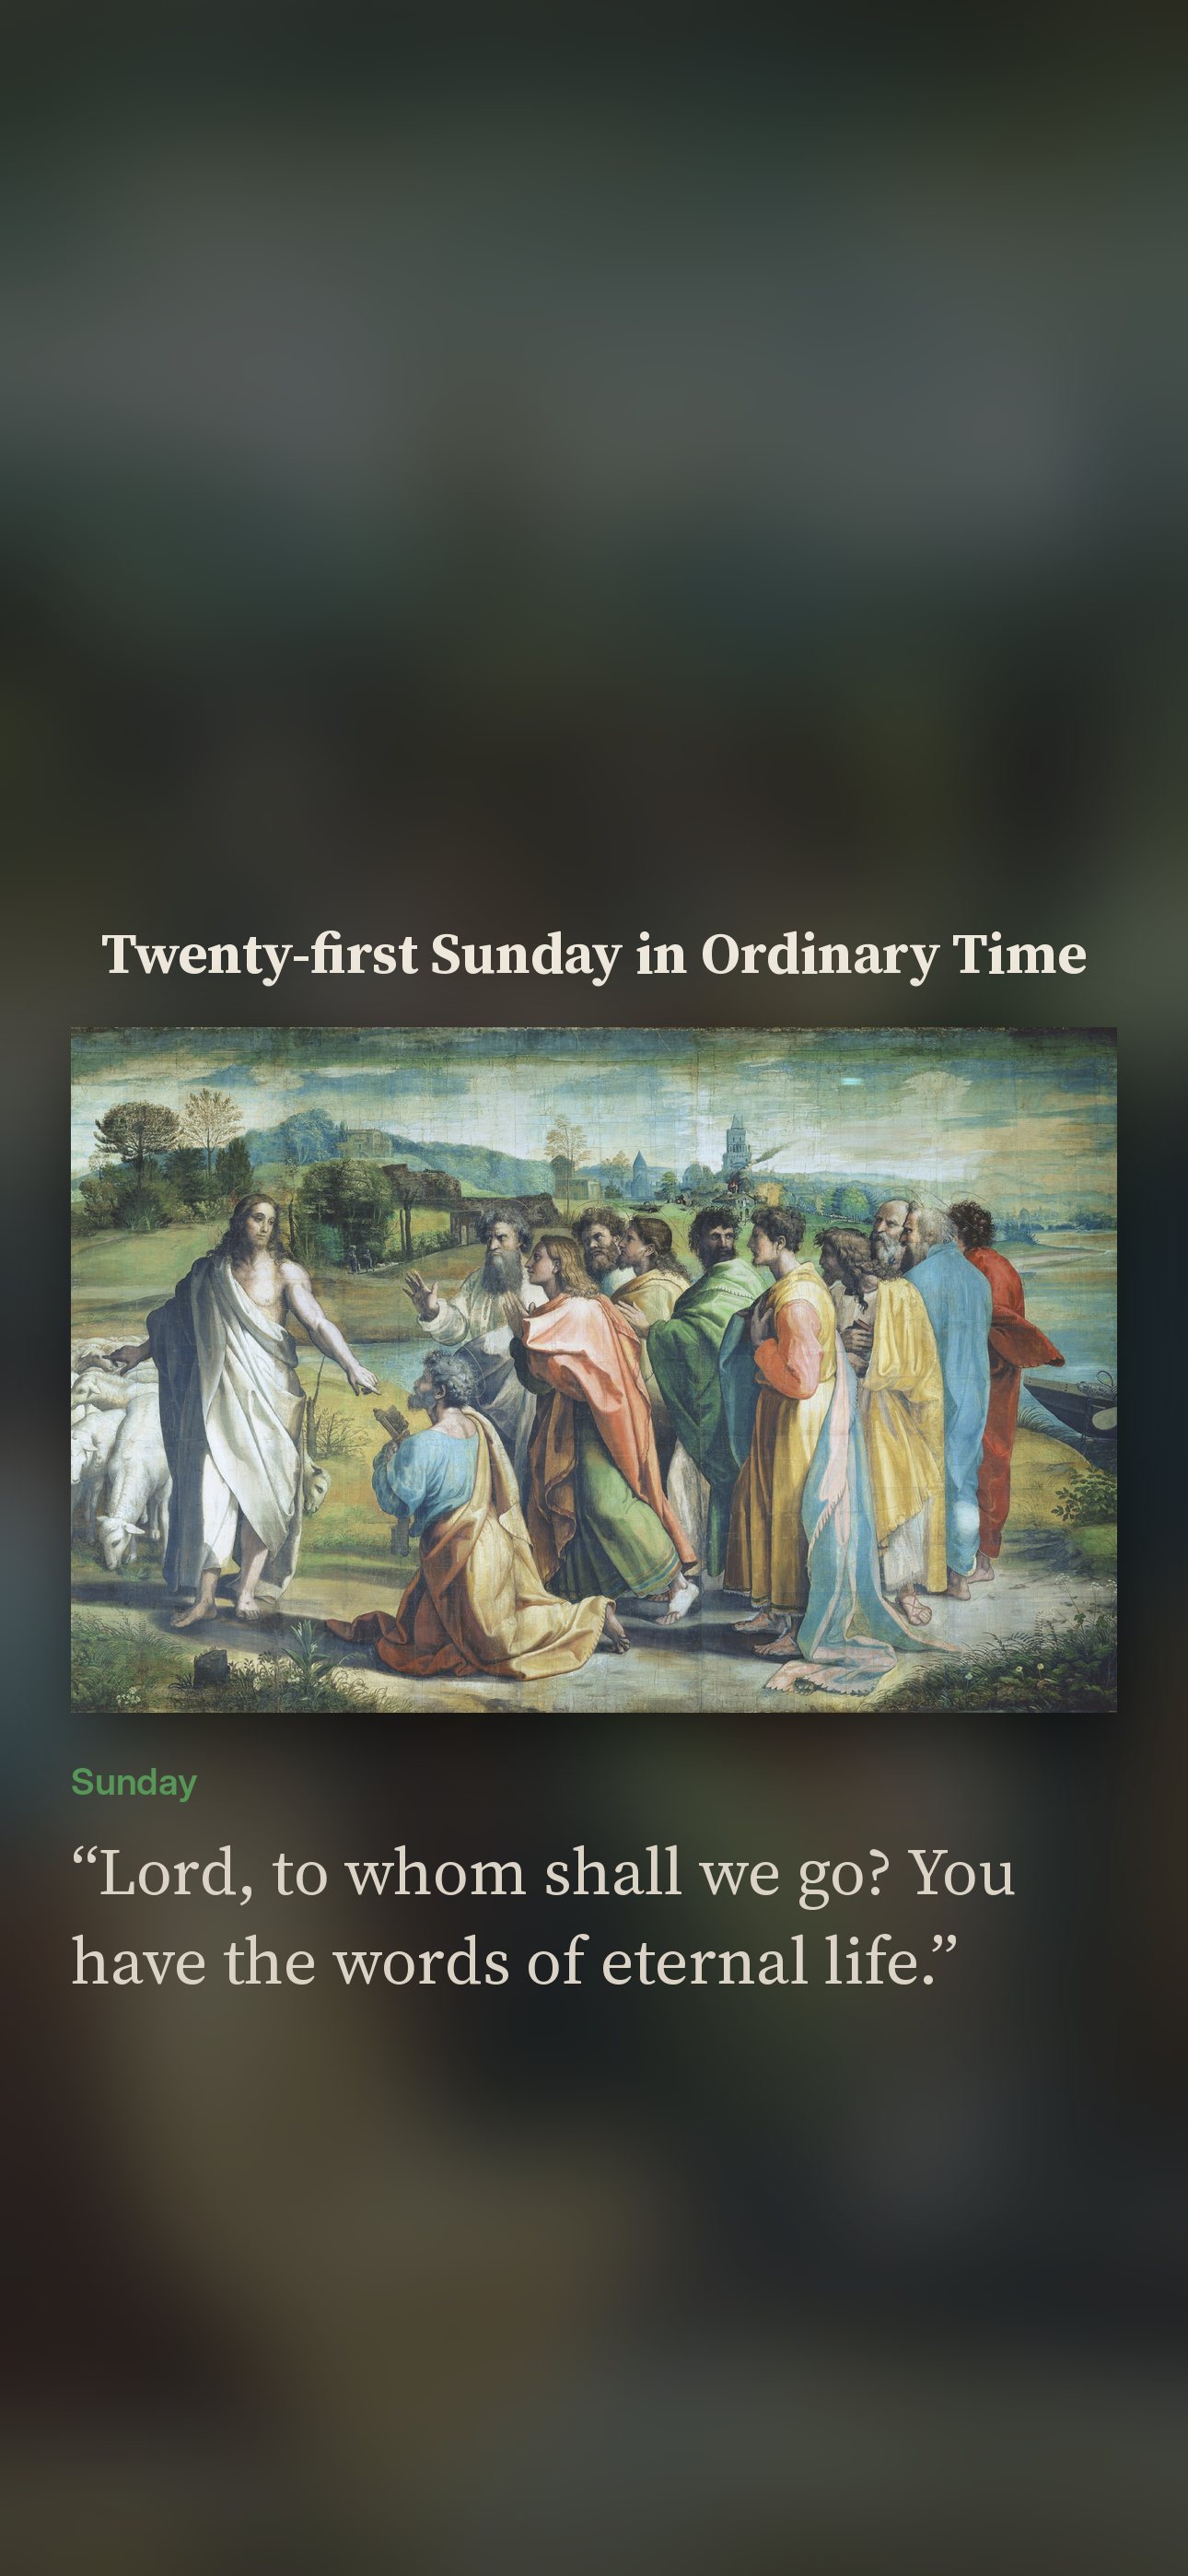 Twenty-first Sunday in Ordinary Time
Sunday
“Lord, to whom shall we go? You
have the words of eternal life.”